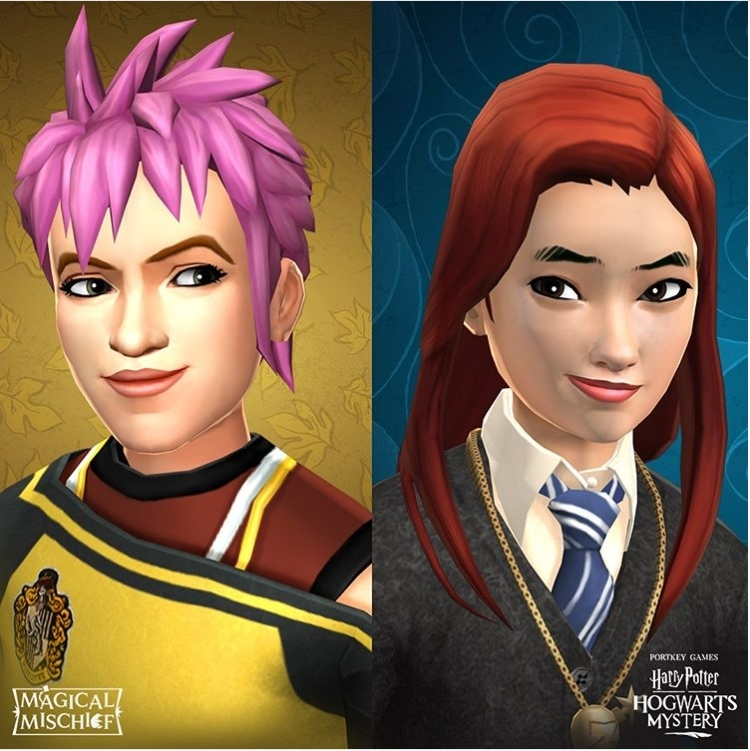 MAGICAL
MISCHIEF
PORTKEY GAMES
Harry Potter
HOGWARTS
MYSTERY